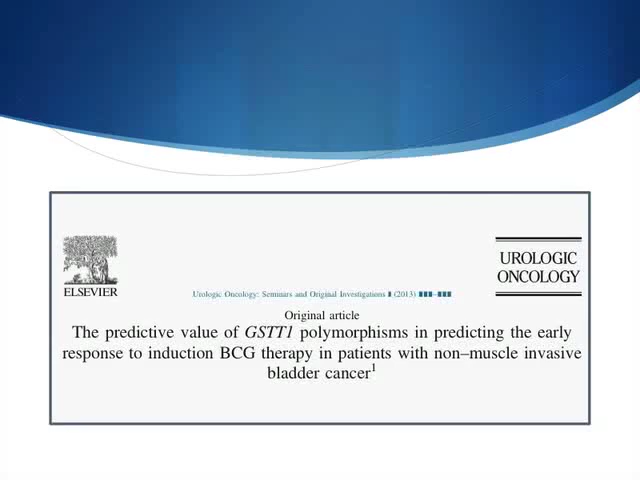 UROLOGIC
ONCOLOGY
ELSEVIER
Urologic Oncology: Seminars and Original Investigations ▮ (2013) ▮▮▮–▮▮▮
Original article
The predictive value of GSTT1 polymorphisms in predicting the early
response to induction BCG therapy in patients with non–muscle invasive
bladder cancer¹